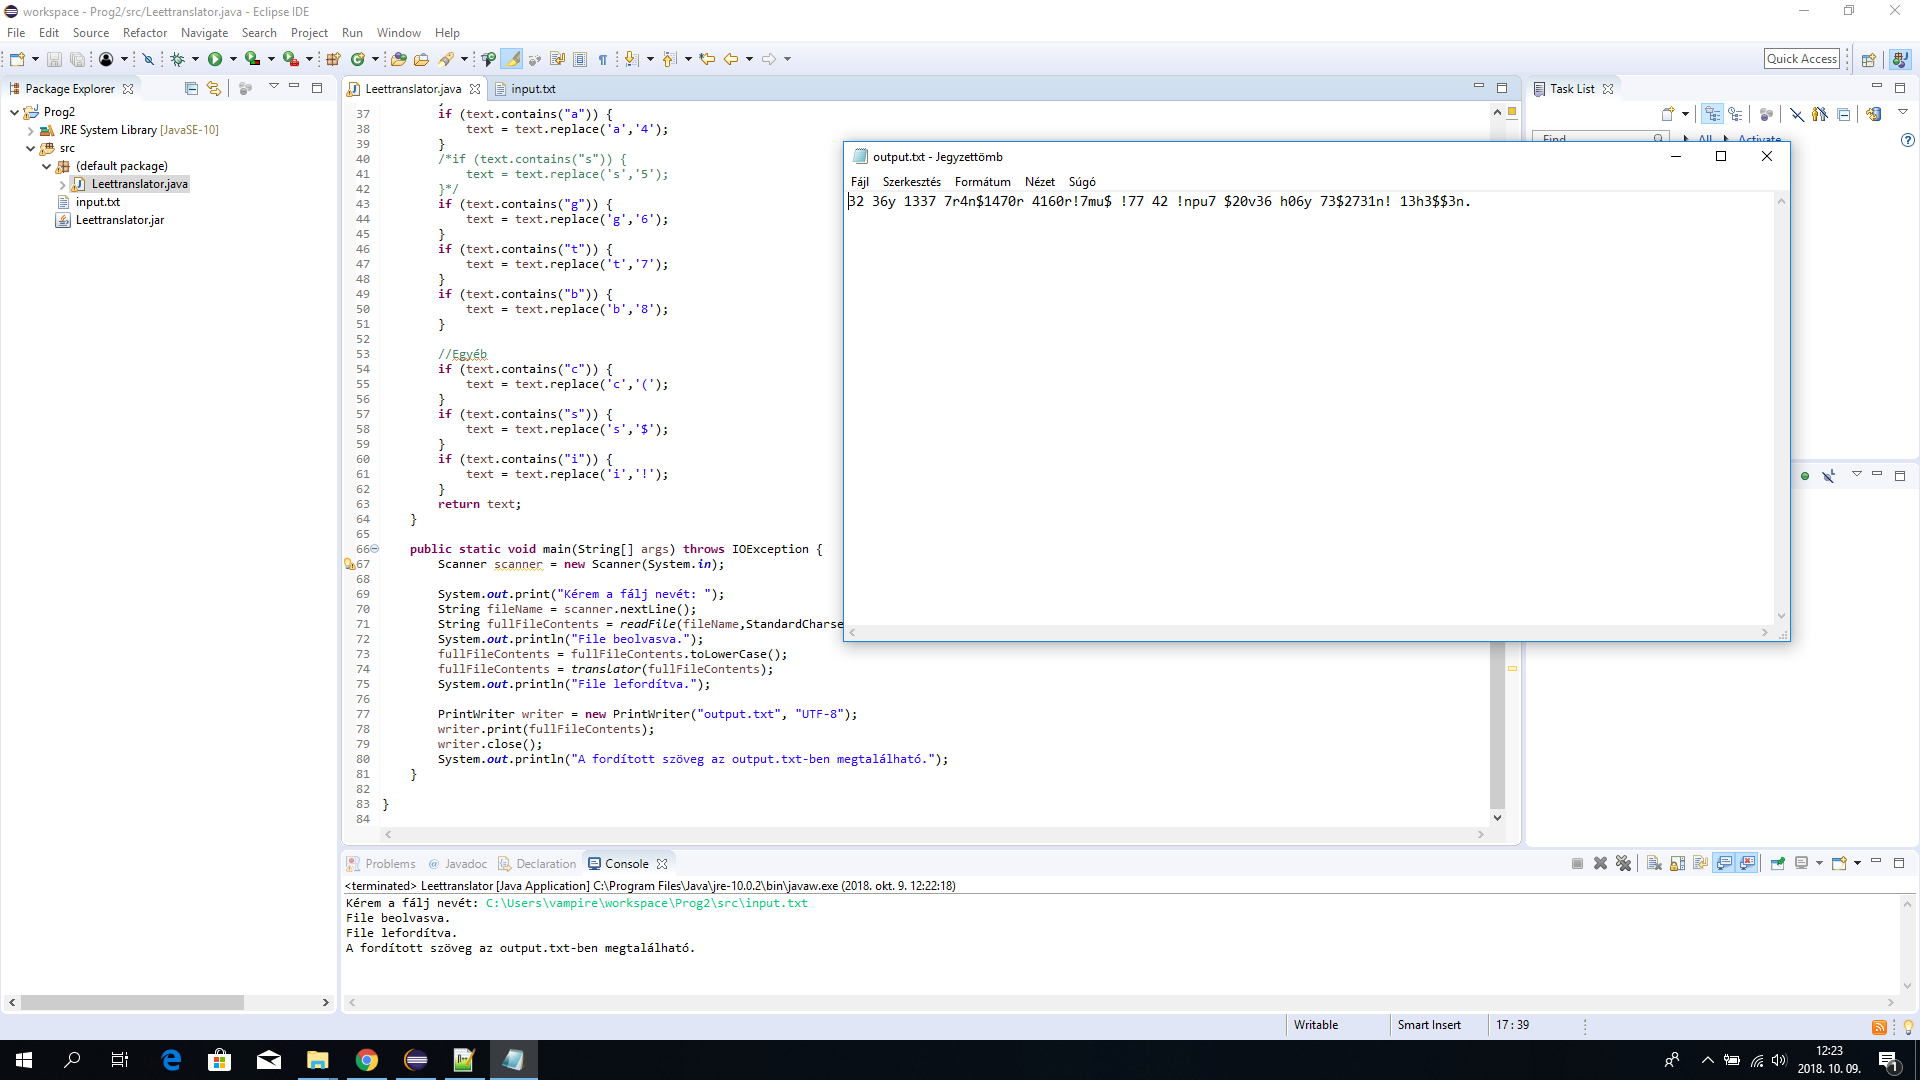 workspace - Prog2/src/Leettranslator.java - Eclipse IDE
File Edit Source Refactor Navigate Search Project Run Window Help
Quick Access
Package Explorer
Prog2
JRE System Library [JavaSE-10]
src
(default package)
Leettranslator.java
input.txt
Leettranslator.jar
Leettranslator.java input.txt
37 if (text.contains("a")) {
38 text = text.replace('a','4');
39 }
40 /*if (text.contains("s")) {
41 text = text.replace('s','5');
42 }*/
43 if (text.contains("g")) {
44 text = text.replace('g','6');
45 }
46 if (text.contains("t")) {
47 text = text.replace('t','7');
48 }
49 if (text.contains("b")) {
50 text = text.replace('b','8');
51 }
52
53 //Egyéb
54 if (text.contains("c")) {
55 text = text.replace('c','(');
56 }
57 if (text.contains("s")) {
58 text = text.replace('s','$');
59 }
60 if (text.contains("i")) {
61 text = text.replace('i','!');
62 }
63 return text;
64 }
65
66 public static void main(String[] args) throws IOException {
67 Scanner scanner = new Scanner(System.in);
68
69 System.out.print("Kérem a fálj nevét: ");
70 String fileName = scanner.nextLine();
71 String fullFileContents = readFile(fileName,StandardCharse
72 System.out.println("File beolvasva.");
73 fullFileContents = fullFileContents.toLowerCase();
74 fullFileContents = translator(fullFileContents);
75 System.out.println("File lefordítva.");
76
77 PrintWriter writer = new PrintWriter("output.txt", "UTF-8");
78 writer.print(fullFileContents);
79 writer.close();
80 System.out.println("A fordított szöveg az output.txt-ben megtalálható.");
81 }
82
83 }
84
output.txt - Jegyzettömb
Fájl Szerkesztés Formátum Nézet Súgó
32 36y 1337 7r4n$1470r 4160r!7mu$ !77 42 !npu7 $20v36 h06y 73$2731n! 13h3$$3n.
Task List
Find All Activate
Problems Javadoc Declaration Console
<terminated> Leettranslator [Java Application] C:\Program Files\Java\jre-10.0.2\bin\javaw.exe (2018. okt. 9. 12:22:18)
Kérem a fálj nevét: C:\Users\vampire\workspace\Prog2\src\input.txt
File beolvasva.
File lefordítva.
A fordított szöveg az output.txt-ben megtalálható.
Writable Smart Insert 17 : 39
12:23
2018. 10. 09.
1